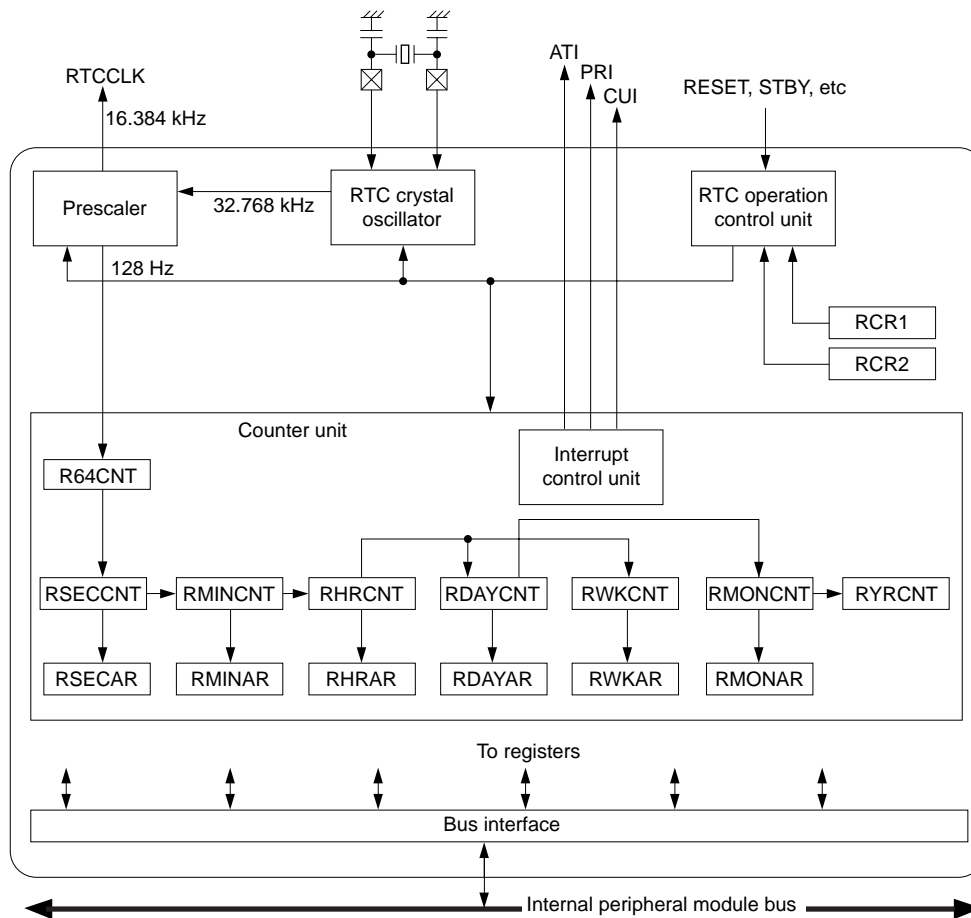 ATI
PRI
CUI
RTCCLK
RESET, STBY, etc
16.384 kHz
Prescaler
32.768 kHz
RTC crystal
oscillator
RTC operation
control unit
128 Hz
RCR1
RCR2
Counter unit
Interrupt
control unit
R64CNT
RSECCNT
RMINCNT
RHRCNT
RDAYCNT
RWKCNT
RMONCNT
RYRCNT
RSECAR
RMINAR
RHRAR
RDAYAR
RWKAR
RMONAR
To registers
Bus interface
Internal peripheral module bus